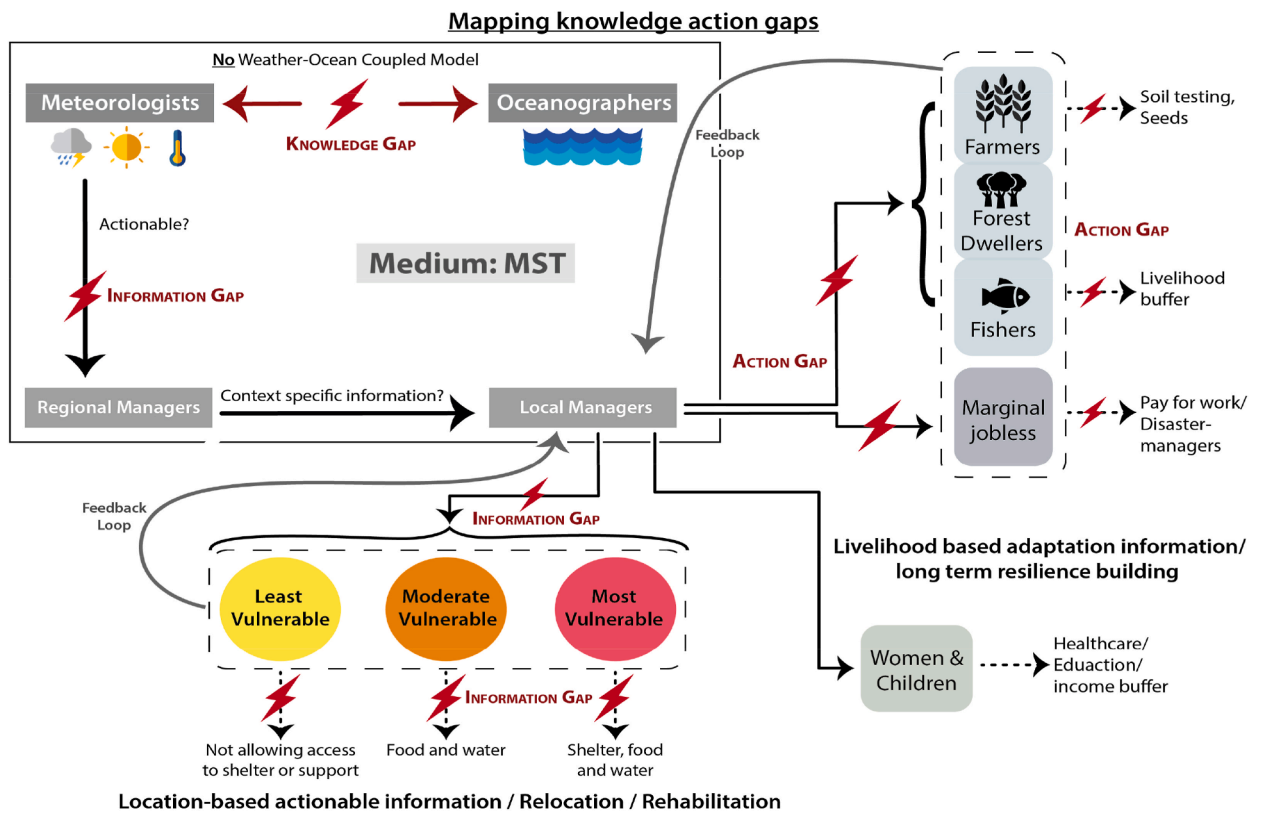 Mapping knowledge action gaps
No Weather-Ocean Coupled Model
Meteorologists
Oceanographers
KNOWLEDGE GAP
Actionable?
INFORMATION GAP
Medium: MST
Regional Managers
Context specific information?
Local Managers
Feedback
Loop
Farmers
Forest
Dwellers
Fishers
Marginal
jobless
Soil testing,
Seeds
ACTION GAP
Livelihood
buffer
ACTION GAP
Pay for work/
Disaster-
managers
Feedback
Loop
INFORMATION GAP
Least
Vulnerable
Moderate
Vulnerable
Most
Vulnerable
INFORMATION GAP
Not allowing access
to shelter or support
Food and water
Shelter, food
and water
Location-based actionable information / Relocation / Rehabilitation
Livelihood based adaptation information/
long term resilience building
Women &
Children
Healthcare/
Eduaction/
income buffer